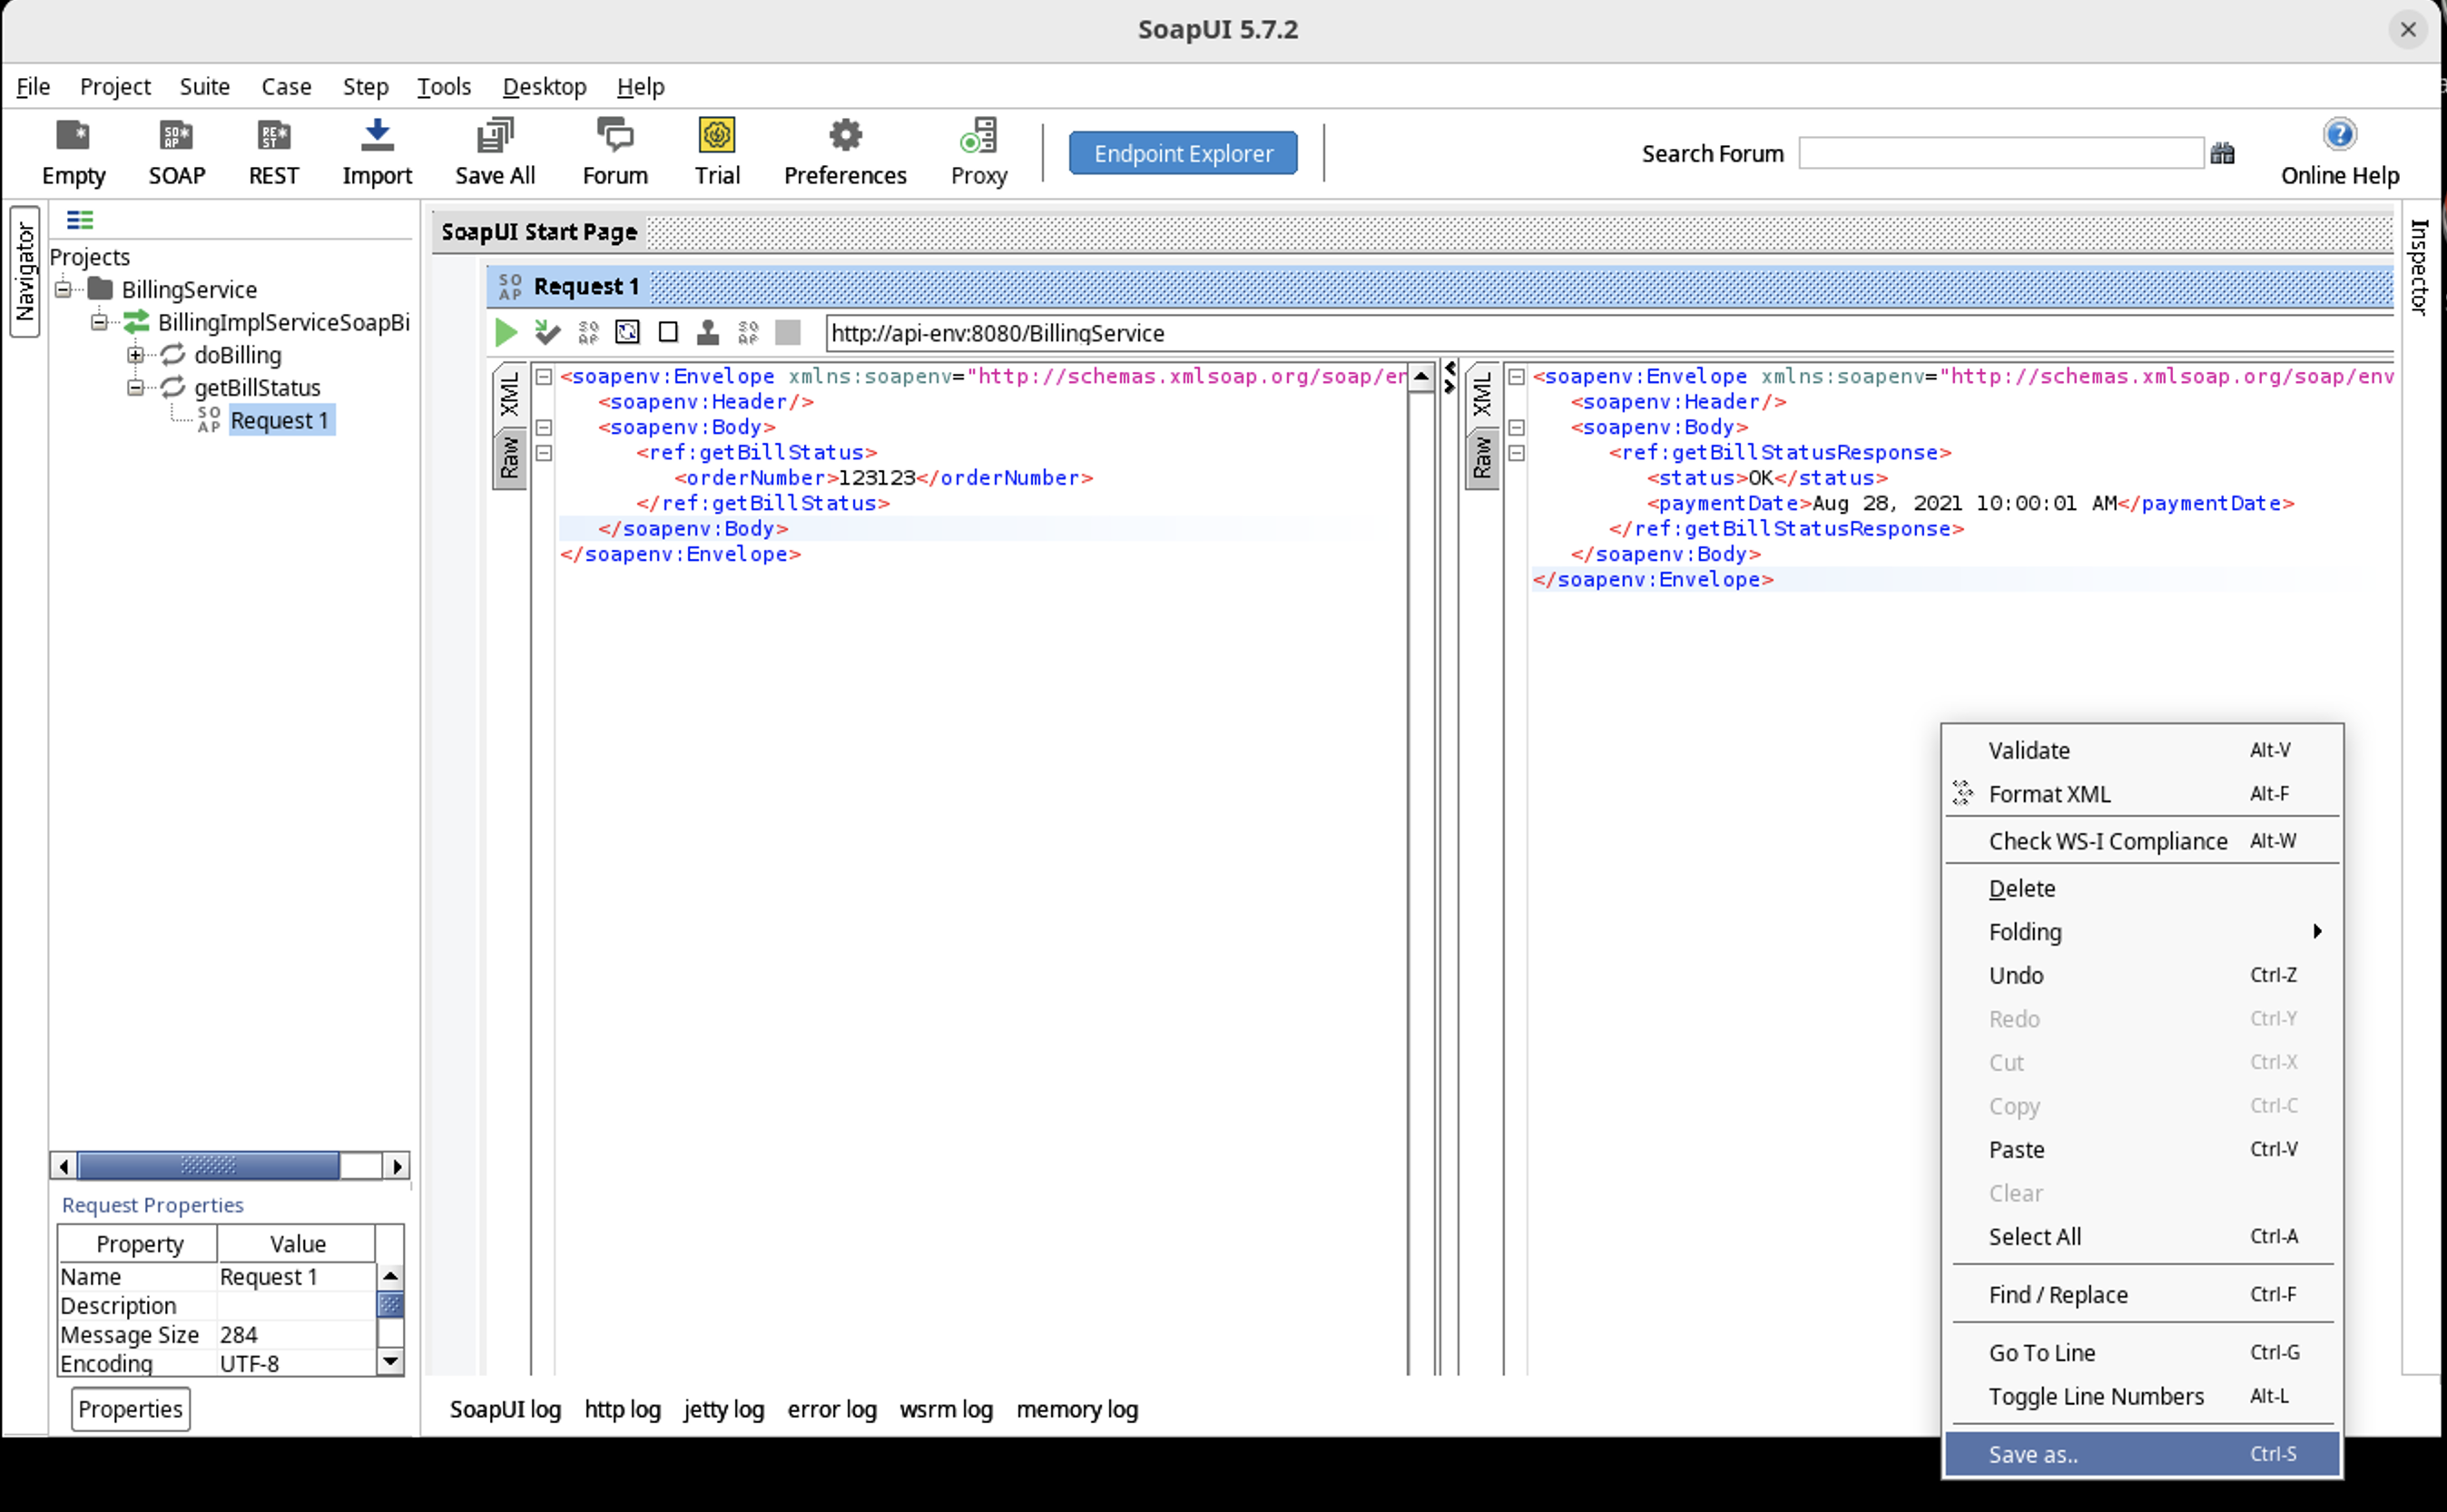 SoapUI 5.7.2
File Project Suite Case Step Tools Desktop Help
Empty SOAP REST Import Save All Forum Trial Preferences Proxy Endpoint Explorer Search Forum Online Help
Navigator
Projects
BillingService
BillingImplServiceSoapBi
doBilling
getBillStatus
SO AP Request 1
Request Properties
Property Value
Name Request 1
Description
Message Size 284
Encoding UTF-8
Properties
SoapUI Start Page
SO AP Request 1
http://api-env:8080/BillingService
XML
Raw
<soapenv:Envelope xmlns:soapenv="http://schemas.xmlsoap.org/soap/er
<soapenv:Header/>
<soapenv:Body>
<ref:getBillStatus>
<orderNumber>123123</orderNumber>
</ref:getBillStatus>
</soapenv:Body>
</soapenv:Envelope>
XML
Raw
<soapenv:Envelope xmlns:soapenv="http://schemas.xmlsoap.org/soap/env
<soapenv:Header/>
<soapenv:Body>
<ref:getBillStatusResponse>
<status>OK</status>
<paymentDate>Aug 28, 2021 10:00:01 AM</paymentDate>
</ref:getBillStatusResponse>
</soapenv:Body>
</soapenv:Envelope>
Inspector
Validate Alt-V
Format XML Alt-F
Check WS-I Compliance Alt-W
Delete
Folding
Undo Ctrl-Z
Redo Ctrl-Y
Cut Ctrl-X
Copy Ctrl-C
Paste Ctrl-V
Clear
Select All Ctrl-A
Find / Replace Ctrl-F
Go To Line Ctrl-G
Toggle Line Numbers Alt-L
Save as.. Ctrl-S
SoapUI log http log jetty log error log wsrm log memory log